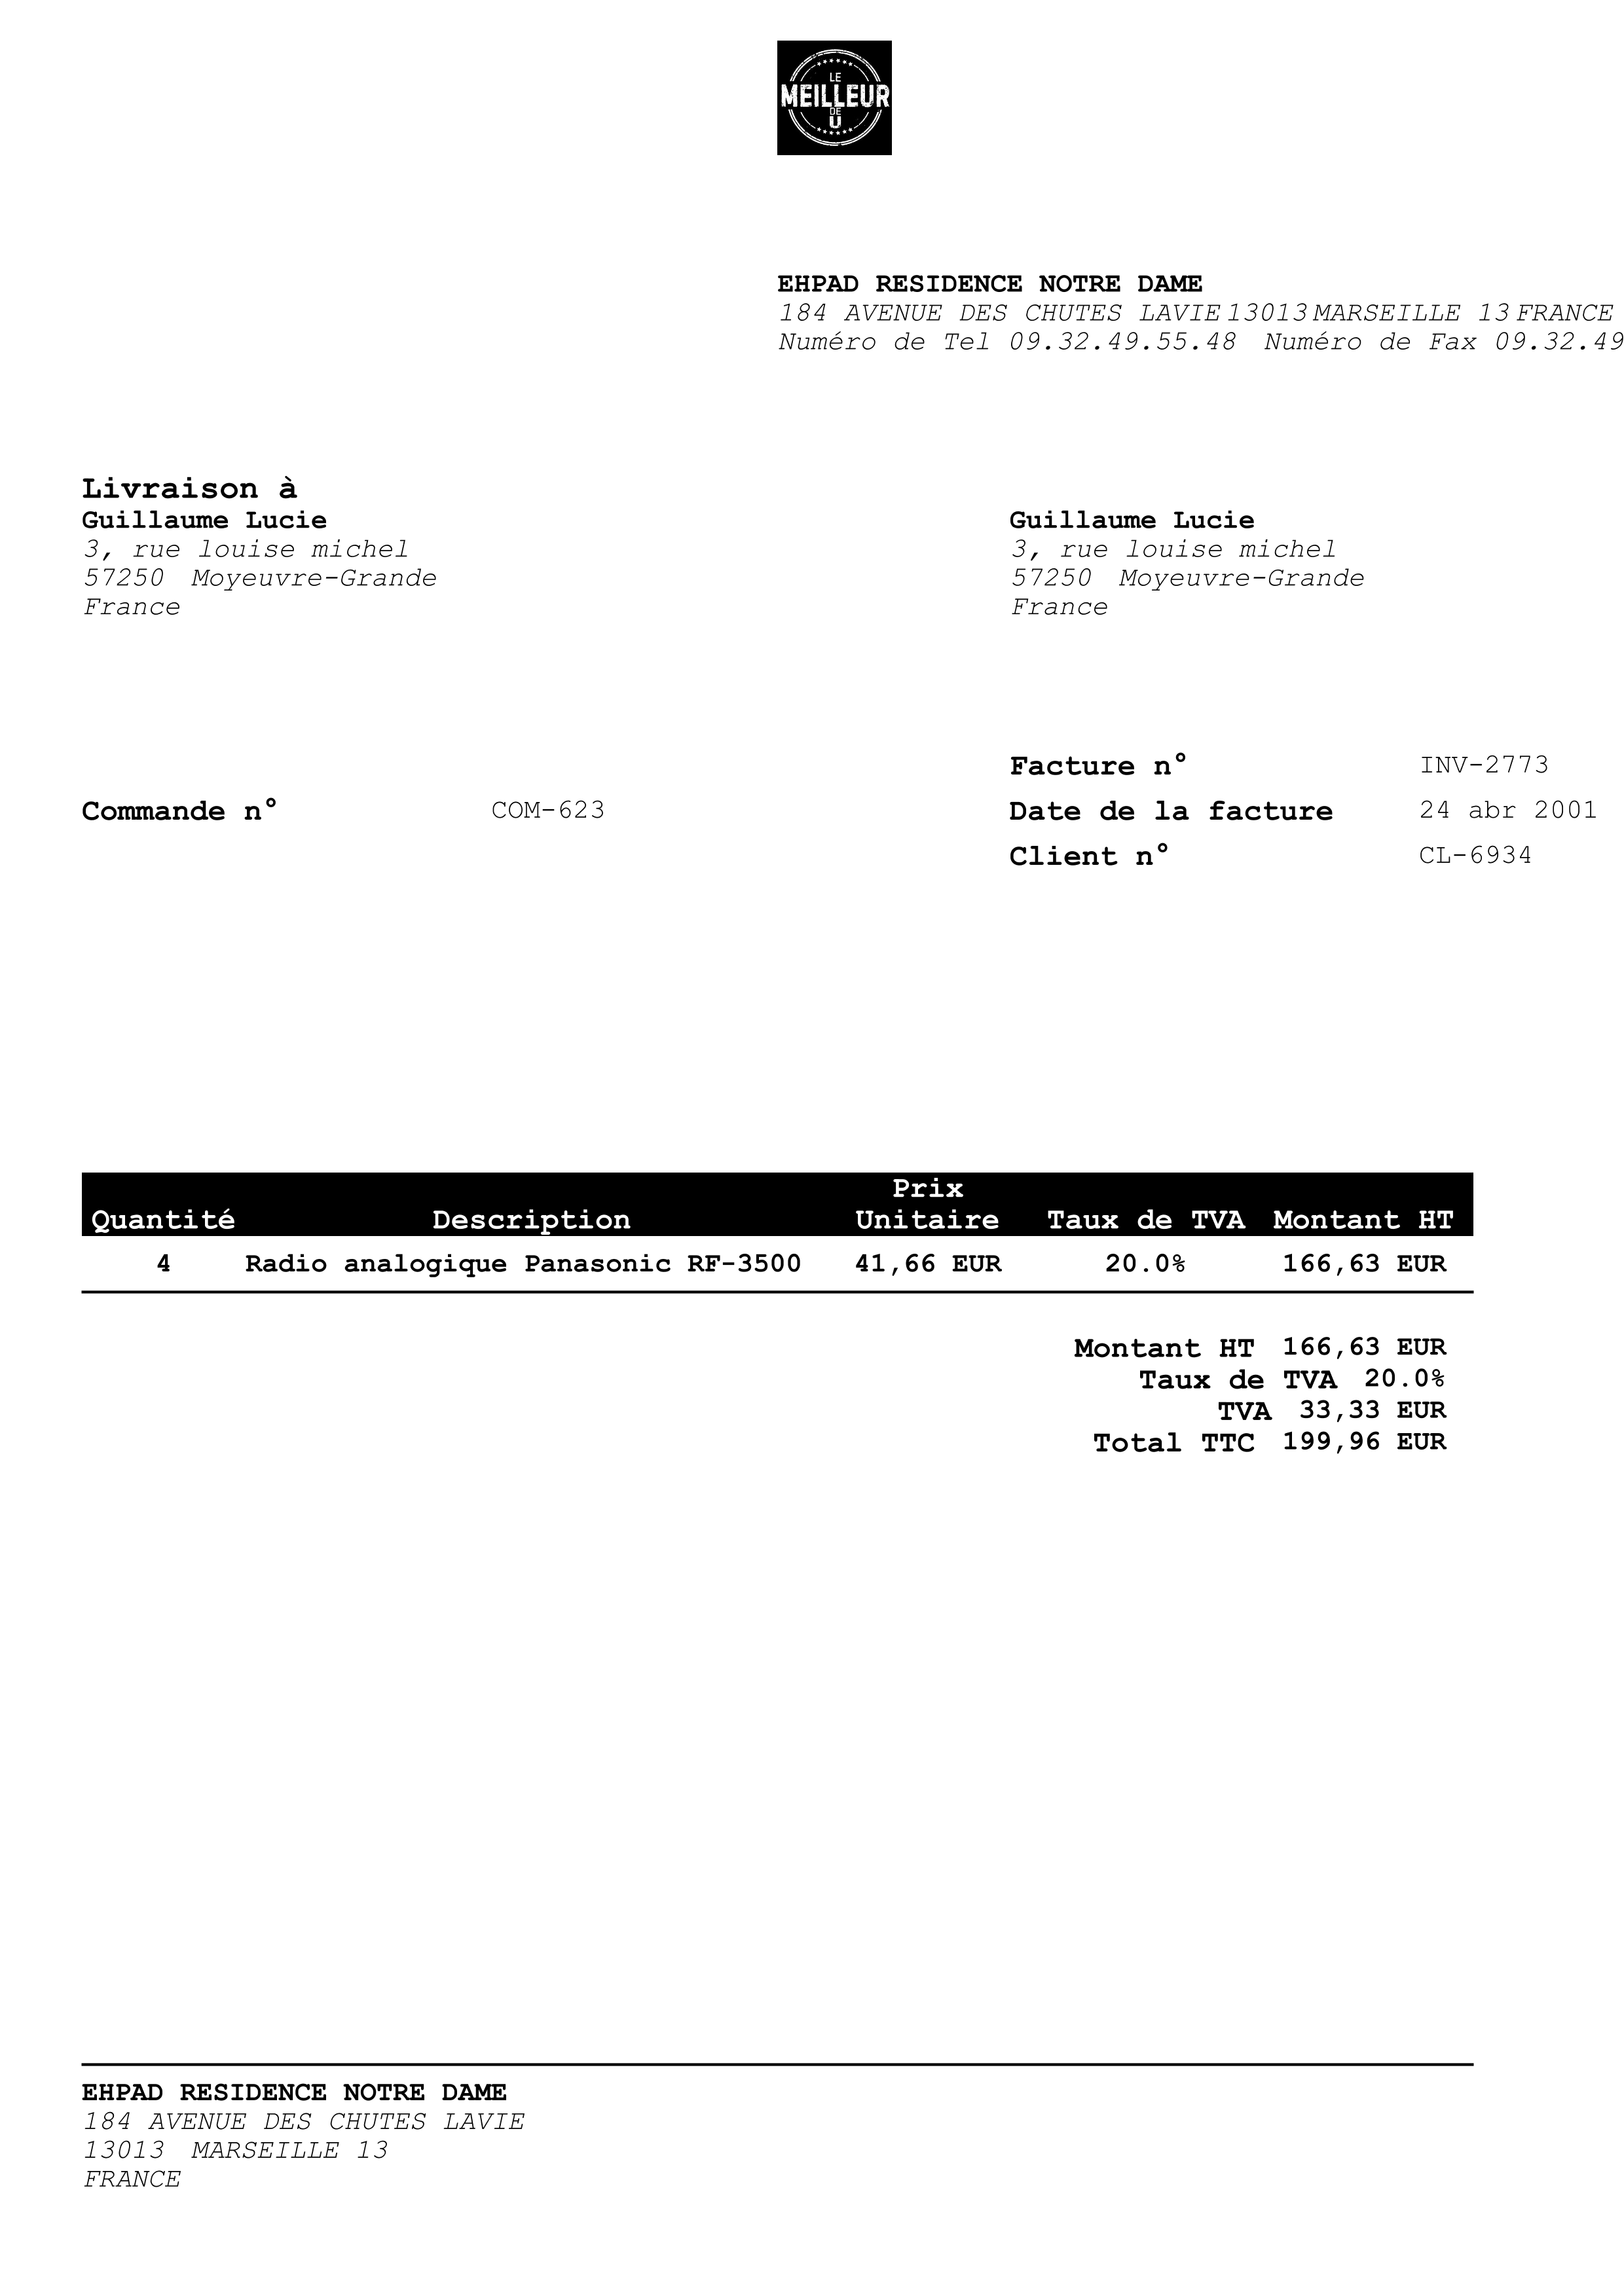 LE
MEILLEUR
DE
U
EHPAD RESIDENCE NOTRE DAME
184 AVENUE DES CHUTES LAVIE 13013 MARSEILLE 13 FRANCE
Numéro de Tel 09.32.49.55.48 Numéro de Fax 09.32.49
Livraison à
Guillaume Lucie
3, rue louise michel
57250 Moyeuvre-Grande
France
Guillaume Lucie
3, rue louise michel
57250 Moyeuvre-Grande
France
Commande n° COM-623
Facture n° INV-2773
Date de la facture 24 abr 2001
Client n° CL-6934
Quantité Description Prix Unitaire Taux de TVA Montant HT
4 Radio analogique Panasonic RF-3500 41,66 EUR 20.0% 166,63 EUR
Montant HT 166,63 EUR
Taux de TVA 20.0%
TVA 33,33 EUR
Total TTC 199,96 EUR
EHPAD RESIDENCE NOTRE DAME
184 AVENUE DES CHUTES LAVIE
13013 MARSEILLE 13
FRANCE